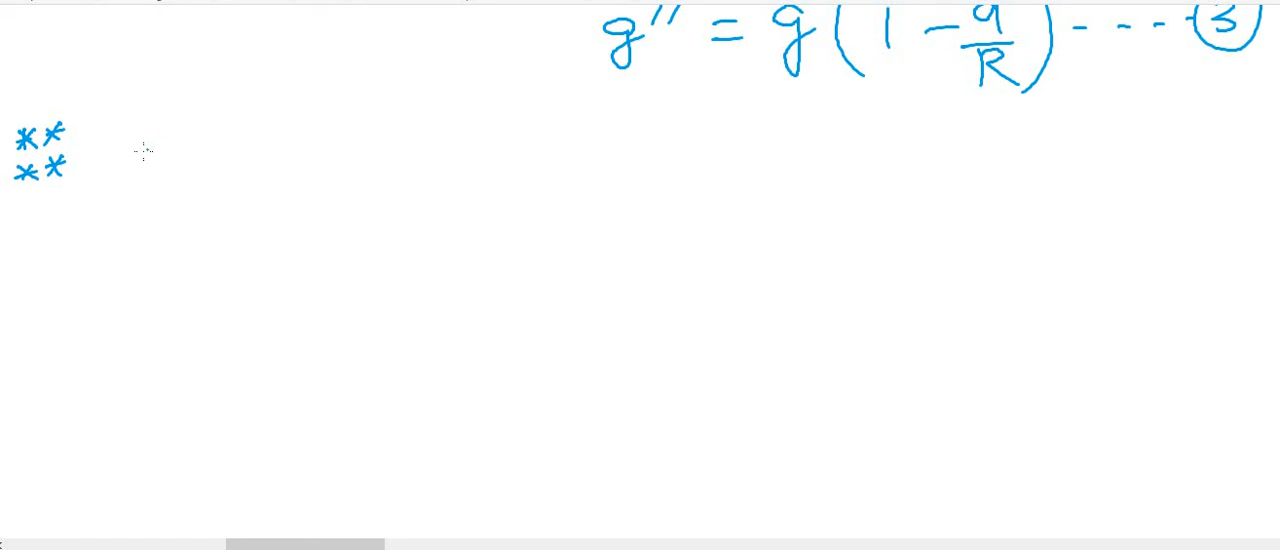 g″ = g(1 - d/R) - - - - (3)
**
**